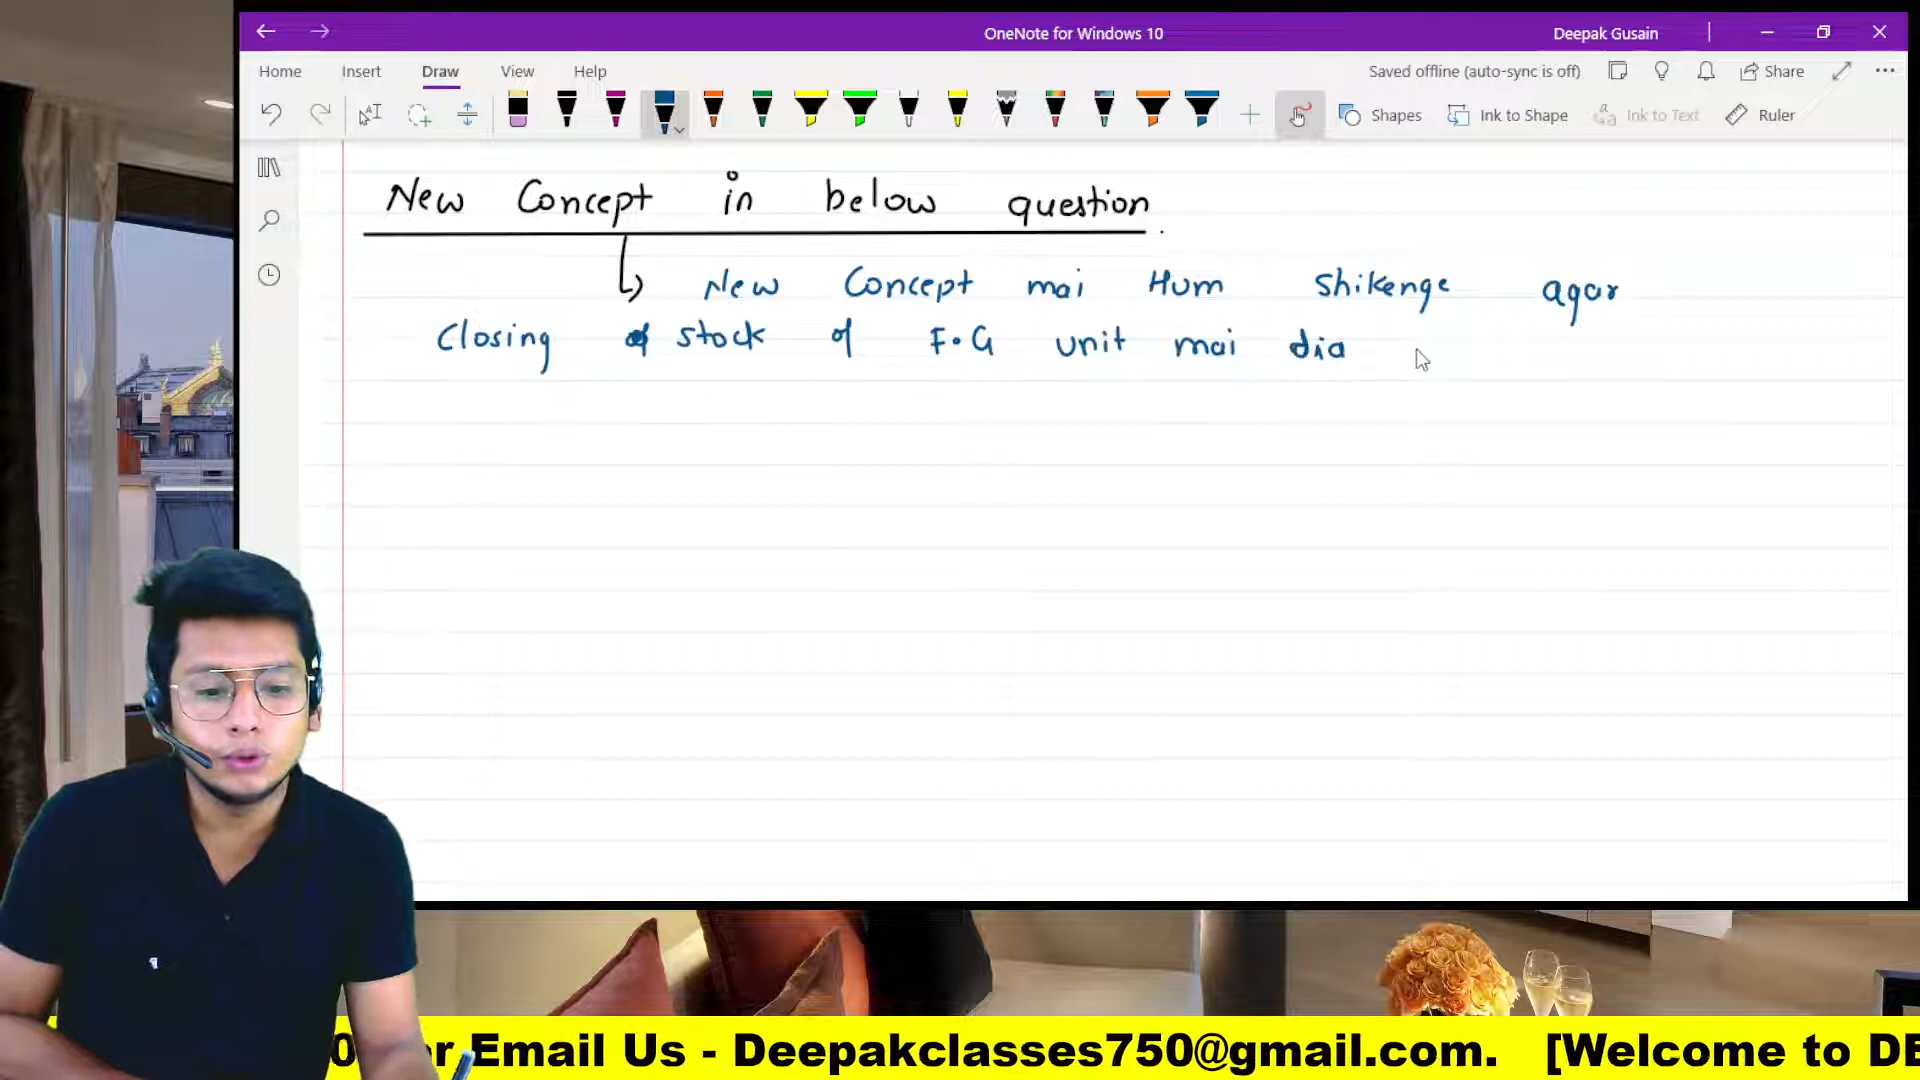 OneNote for Windows 10
Deepak Gusain
Home Insert Draw View Help
Saved offline (auto-sync is off)
Share
Shapes
Ink to Shape
Ink to Text
Ruler
New Concept in below question
New Concept mai Hum shikenge agar
Closing stock of F.G unit mai dia
or Email Us - Deepakclasses750@gmail.com. [Welcome to DE